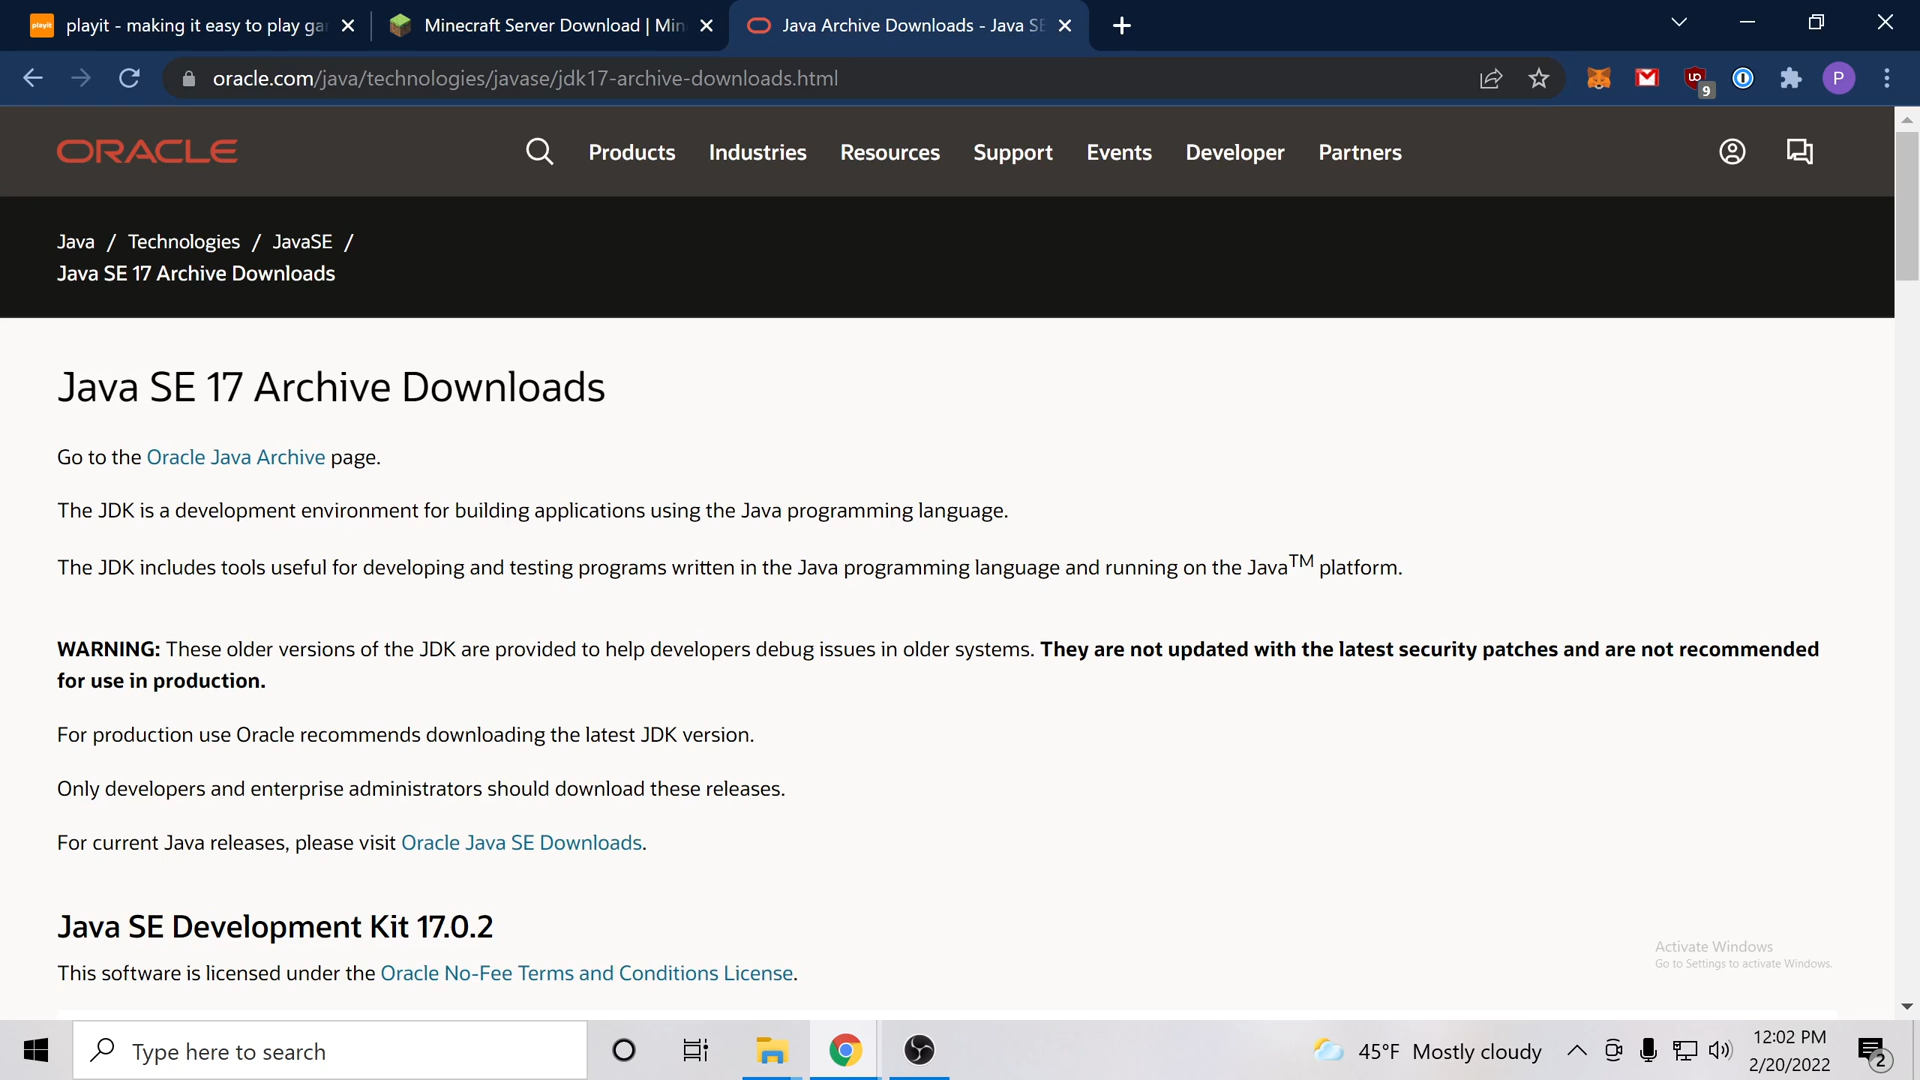 playit
playit - making it easy to play ga
Minecraft Server Download | Min
Java Archive Downloads - Java SE
oracle.com/java/technologies/javase/jdk17-archive-downloads.html
9
P
ORACLE
Products
Industries
Resources
Support
Events
Developer
Partners
Java / Technologies / JavaSE /
Java SE 17 Archive Downloads
Java SE 17 Archive Downloads
Go to the Oracle Java Archive page.
The JDK is a development environment for building applications using the Java programming language.
The JDK includes tools useful for developing and testing programs written in the Java programming language and running on the Java™ platform.
WARNING: These older versions of the JDK are provided to help developers debug issues in older systems. They are not updated with the latest security patches and are not recommended
for use in production.
For production use Oracle recommends downloading the latest JDK version.
Only developers and enterprise administrators should download these releases.
For current Java releases, please visit Oracle Java SE Downloads.
Java SE Development Kit 17.0.2
This software is licensed under the Oracle No-Fee Terms and Conditions License.
Activate Windows
Go to Settings to activate Windows.
Type here to search
45°F Mostly cloudy
12:02 PM
2/20/2022
2